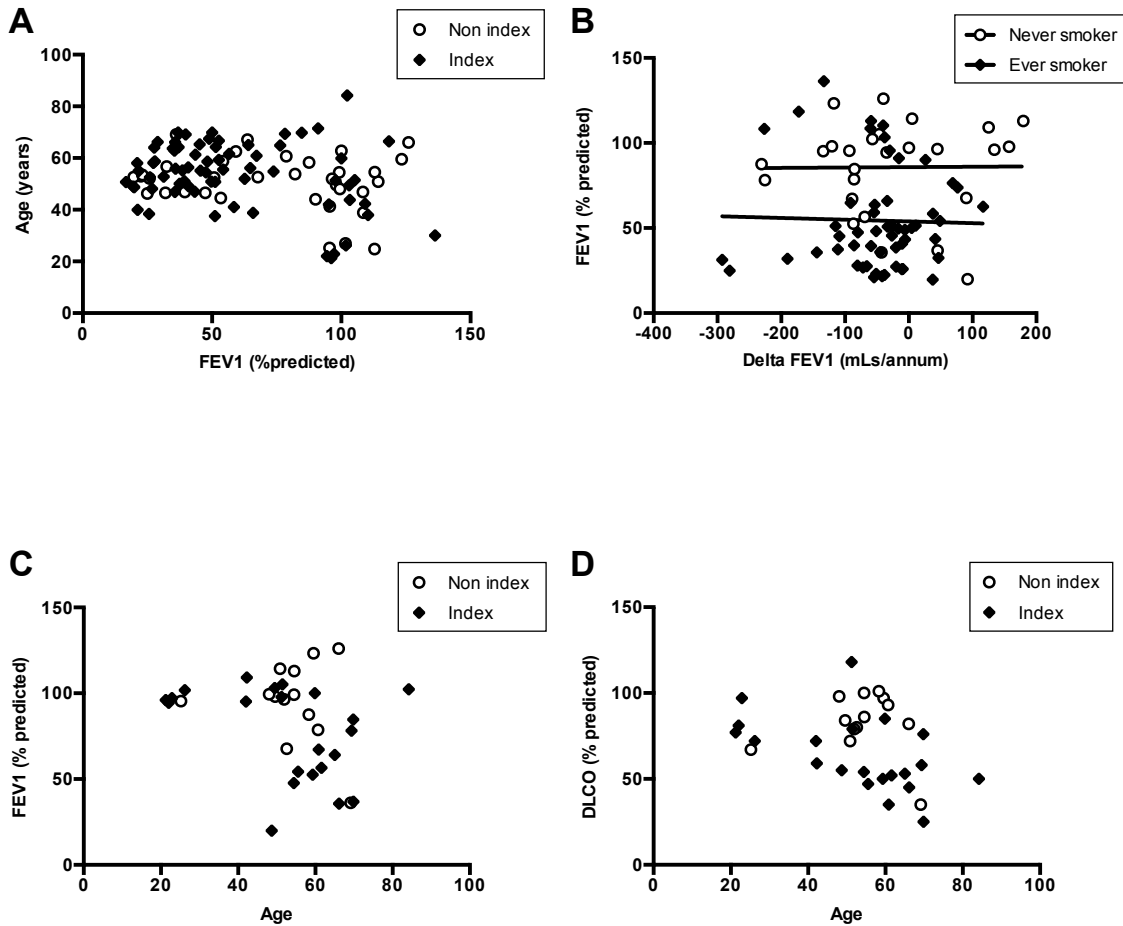 A
Non index
Index
100
80
60
40
20
0
Age (years)
0
50
100
150
FEV1 (%predicted)
B
Never smoker
Ever smoker
150
100
50
0
FEV1 (% predicted)
-400
-300
-200
-100
0
100
200
Delta FEV1 (mLs/annum)
C
Non index
Index
150
100
50
0
FEV1 (% predicted)
0
20
40
60
80
100
Age
D
Non index
Index
150
100
50
0
DLCO (% predicted)
0
20
40
60
80
100
Age